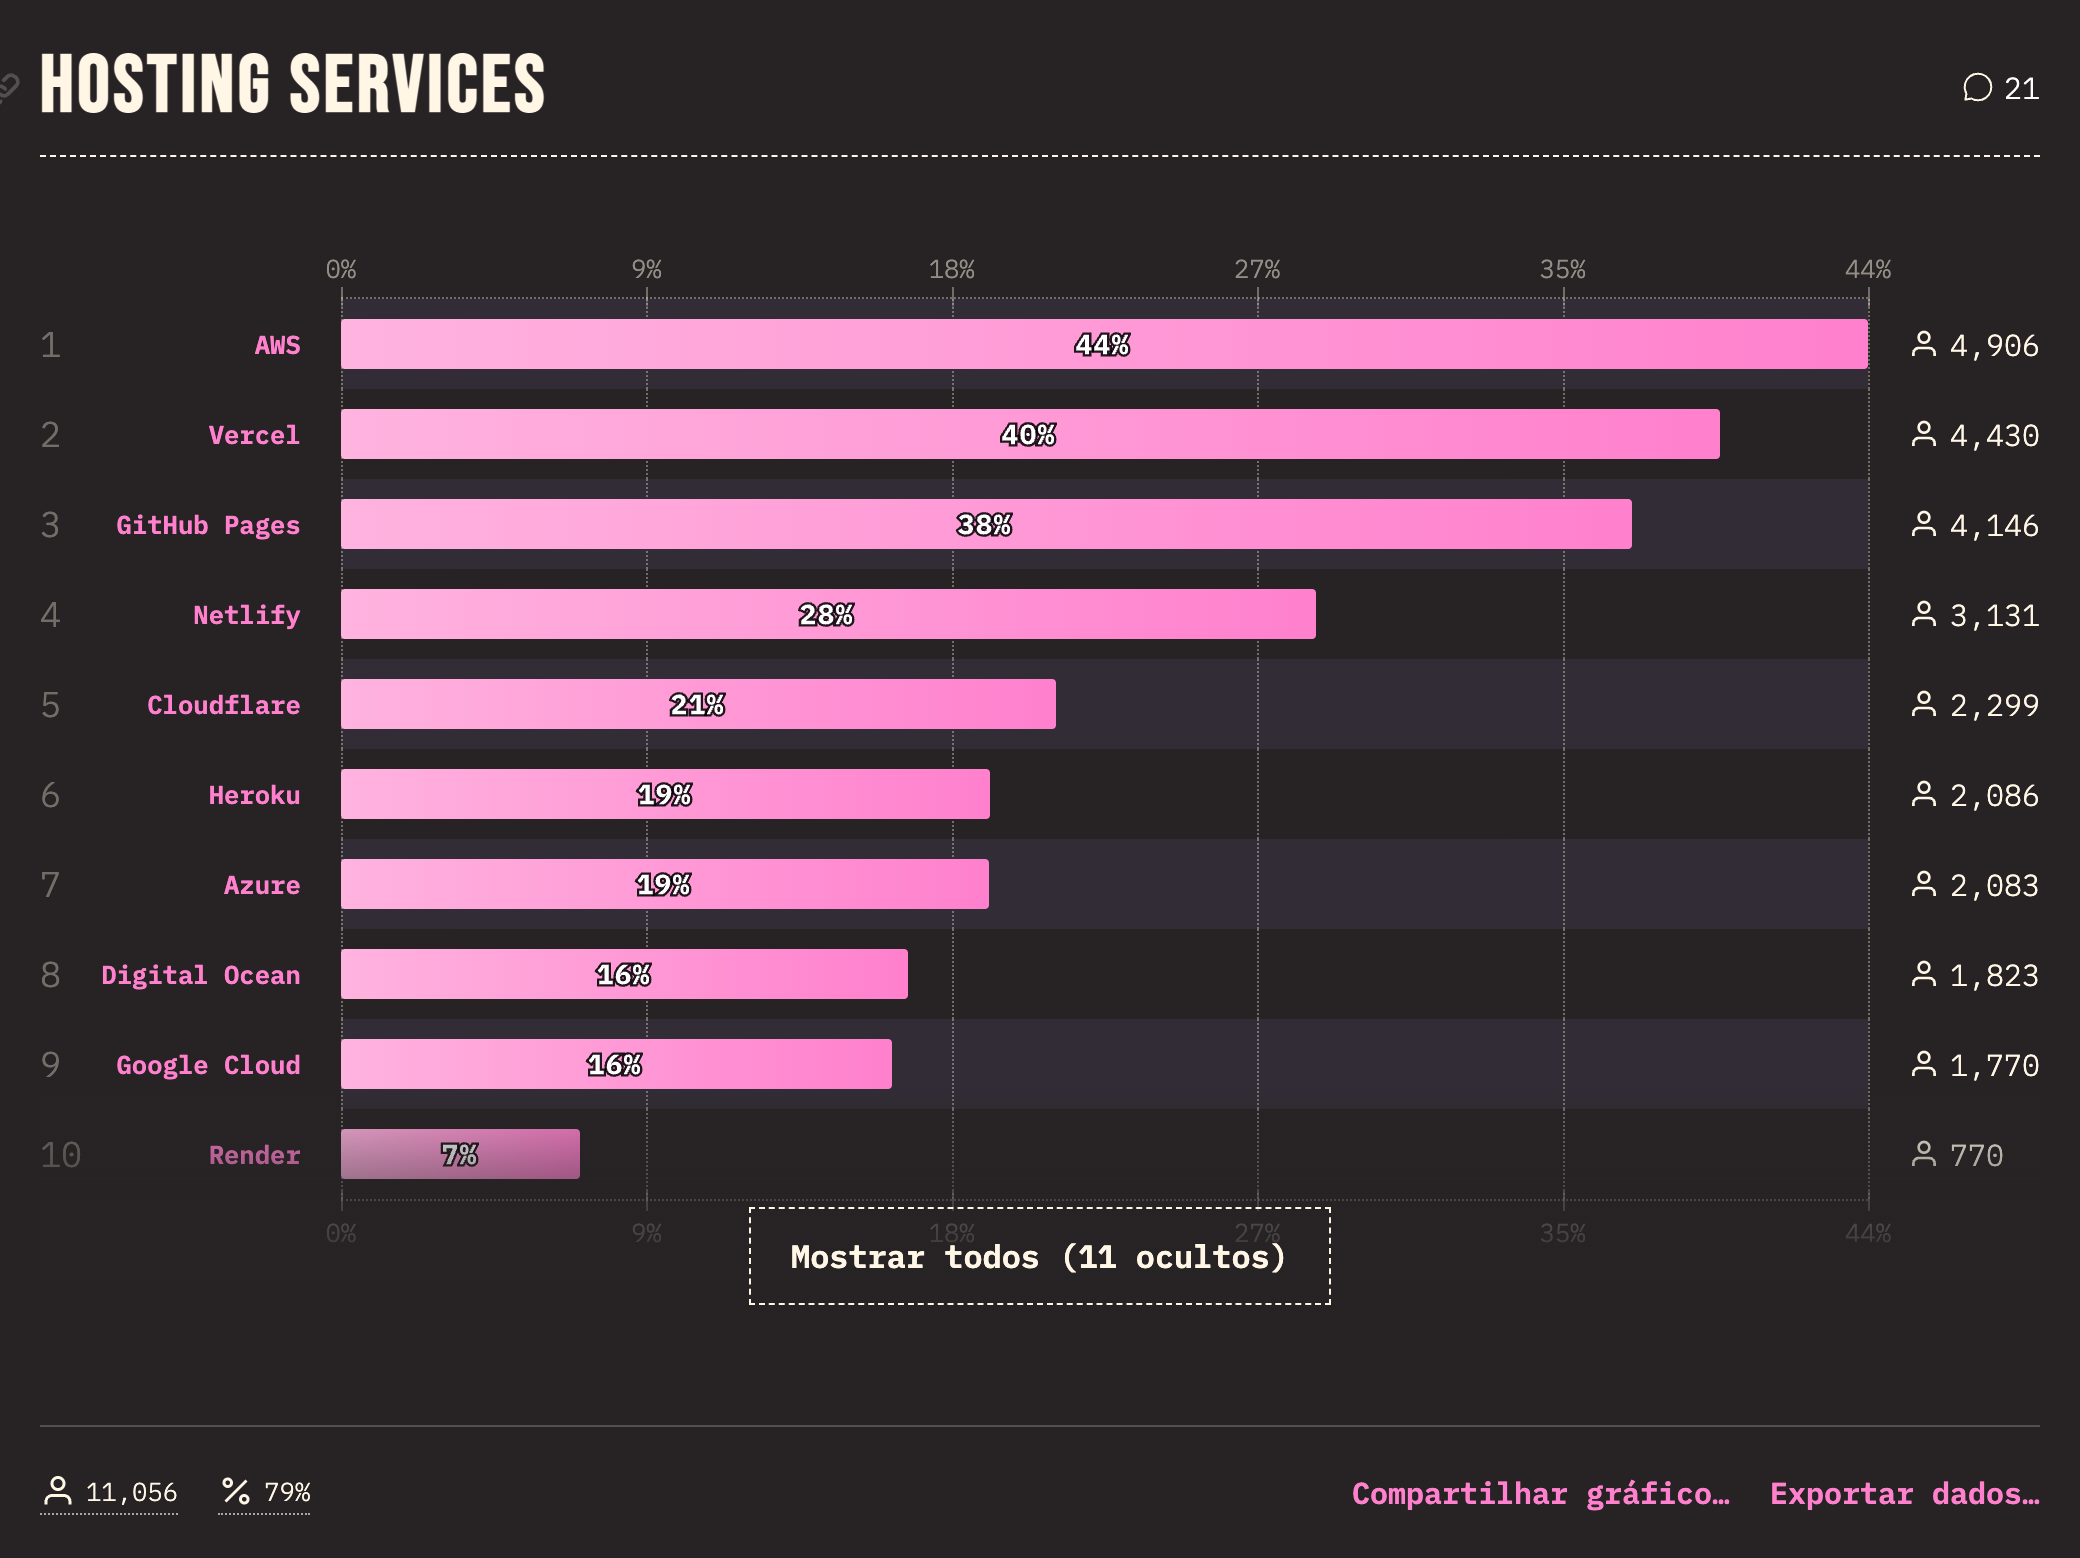 HOSTING SERVICES
21
0% 9% 18% 27% 35% 44%
1 AWS 44% 4,906
2 Vercel 40% 4,430
3 GitHub Pages 38% 4,146
4 Netlify 28% 3,131
5 Cloudflare 21% 2,299
6 Heroku 19% 2,086
7 Azure 19% 2,083
8 Digital Ocean 16% 1,823
9 Google Cloud 16% 1,770
10 Render 7% 770
0% 9% 18% 27% 35% 44%
Mostrar todos (11 ocultos)
11,056 79% Compartilhar gráfico… Exportar dados…